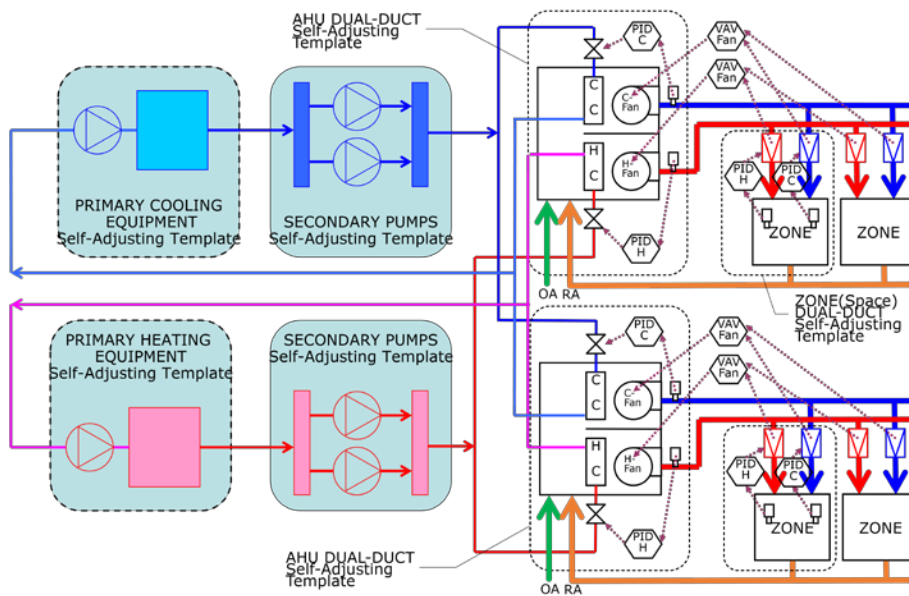 AHU DUAL-DUCT
Self-Adjusting
Template
PID
C
VAV
Fan
VAV
Fan
C
C
C-
Fan
H
C
H-
Fan
PID
H
PID
C
PID
H
PRIMARY COOLING
EQUIPMENT
Self-Adjusting Template
SECONDARY PUMPS
Self-Adjusting Template
ZONE
ZONE
OA RA
ZONE(Space)
DUAL-DUCT
Self-Adjusting
Template
PRIMARY HEATING
EQUIPMENT
Self-Adjusting Template
SECONDARY PUMPS
Self-Adjusting Template
PID
C
VAV
Fan
VAV
Fan
C
C
C-
Fan
H
C
H-
Fan
PID
H
PID
C
PID
H
ZONE
ZONE
AHU DUAL-DUCT
Self-Adjusting
Template
OA RA